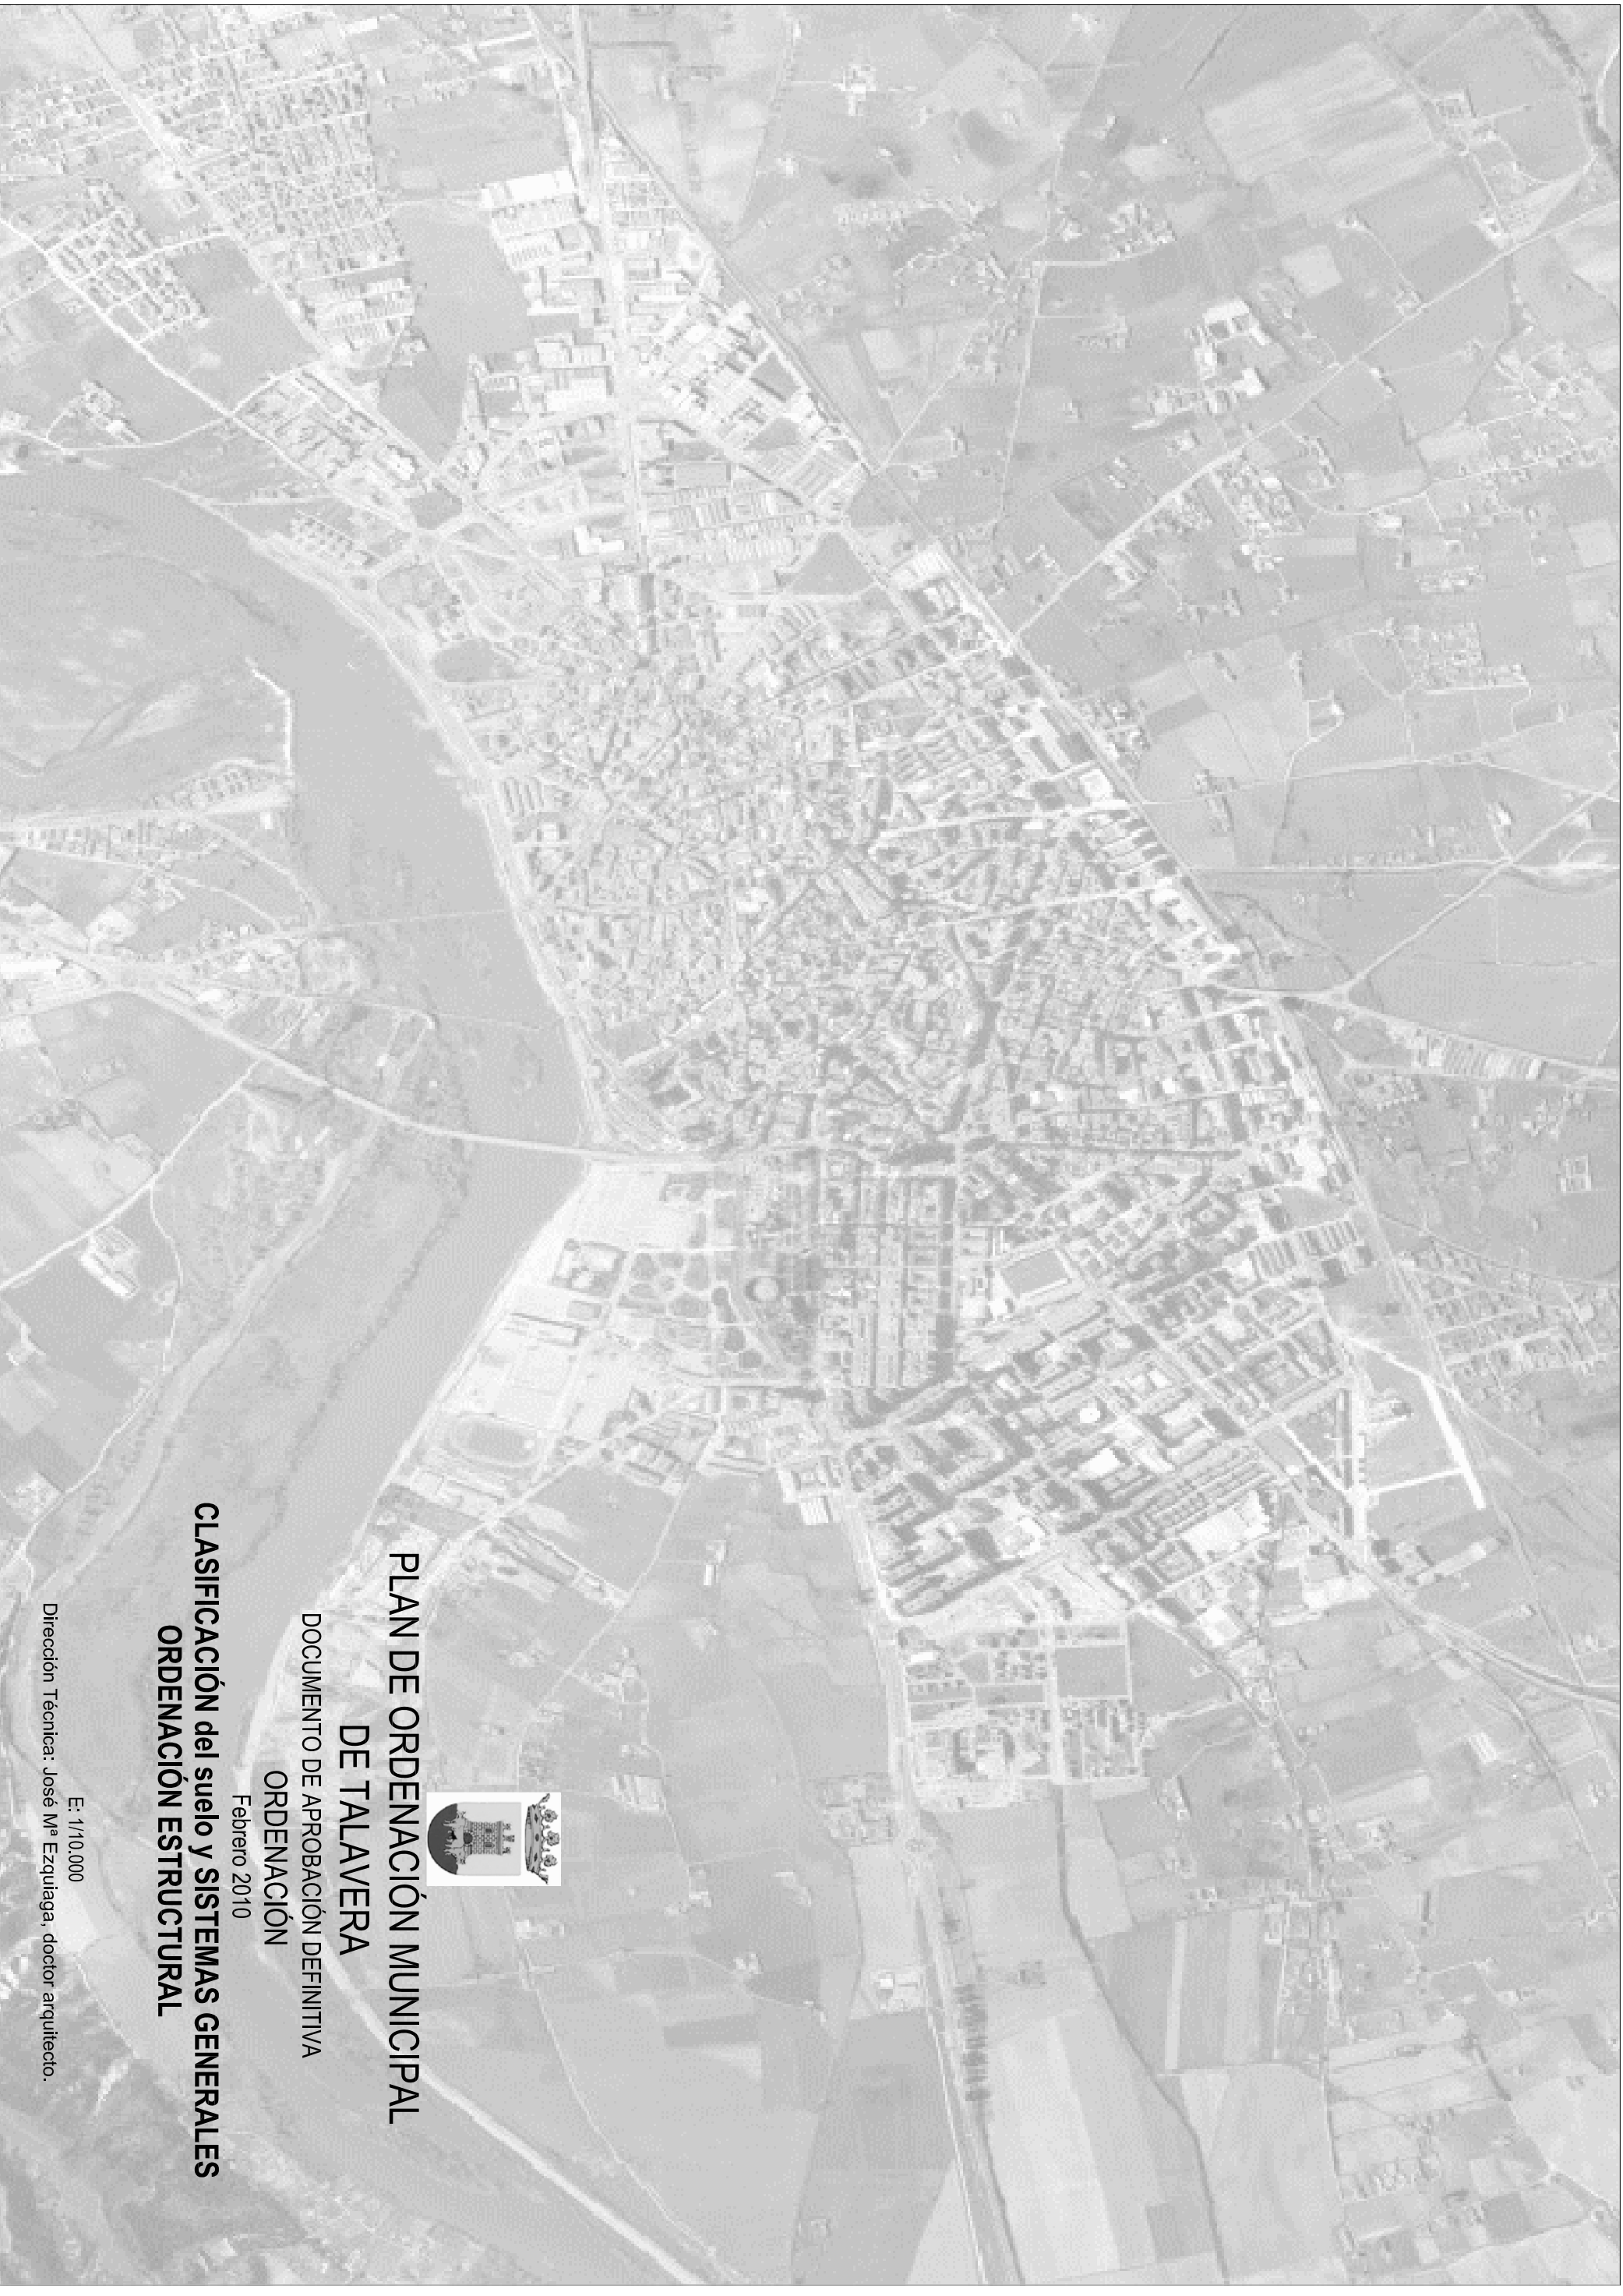 PLAN DE ORDENACIÓN MUNICIPAL
DE TALAVERA
DOCUMENTO DE APROBACIÓN DEFINITIVA
ORDENACIÓN
Febrero 2010
CLASIFICACIÓN del suelo y SISTEMAS GENERALES
ORDENACIÓN ESTRUCTURAL
E: 1/10.000
Dirección Técnica: José Mª Ezquiaga, doctor arquitecto.